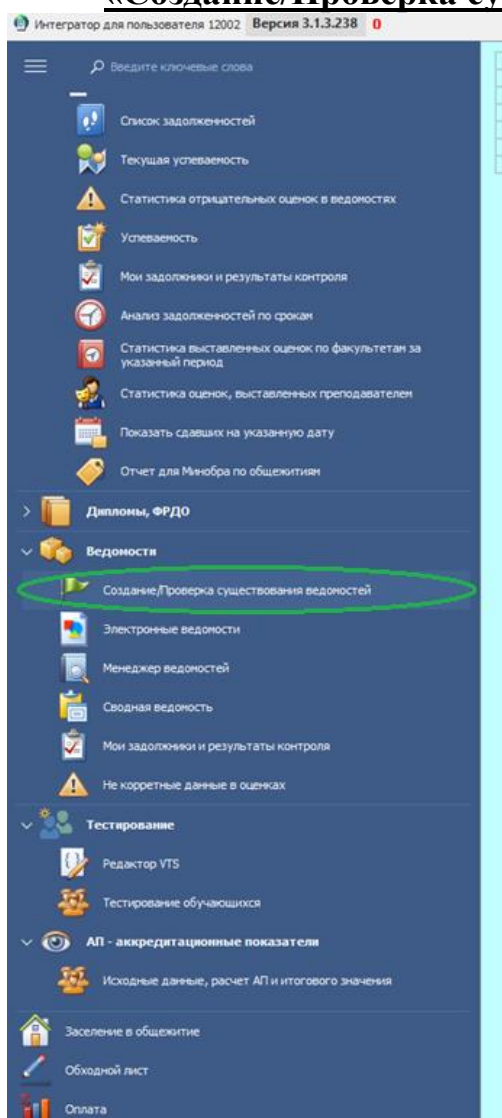 «Создание/Проверка су
Интегратор для пользователя 12002 Версия 3.1.3.238 0
Введите ключевые слова
Список задолженностей
Текущая успеваемость
Статистика отрицательных оценок в ведомостях
Успеваемость
Мои задолжники и результаты контроля
Анализ задолженностей по срокам
Статистика выставленных оценок по факультетам за
указанный период
Статистика оценок, выставленных преподавателем
Показать сдавших на указанную дату
Отчет для Минобра по общежитиям
Дипломы, ФРДО
Ведомости
Создание/Проверка существования ведомостей
Электронные ведомости
Менеджер ведомостей
Сводная ведомость
Мои задолжники и результаты контроля
Не корретные данные в оценках
Тестирование
Редактор VTS
Тестирование обучающихся
АП - аккредитационные показатели
Исходные данные, расчет АП и итогового значения
Заселение в общежитие
Обходной лист
Оплата